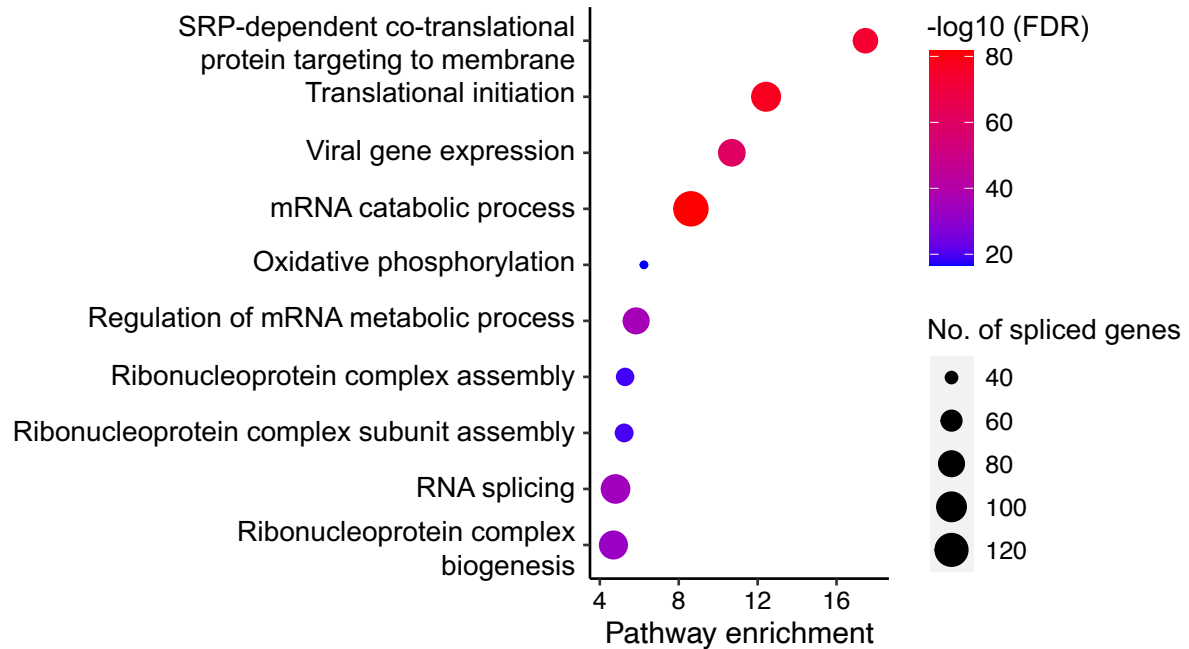 SRP-dependent co-translational
protein targeting to membrane
Translational initiation
Viral gene expression
mRNA catabolic process
Oxidative phosphorylation
Regulation of mRNA metabolic process
Ribonucleoprotein complex assembly
Ribonucleoprotein complex subunit assembly
RNA splicing
Ribonucleoprotein complex
biogenesis
4 8 12 16
Pathway enrichment
-log10 (FDR)
80
60
40
20
No. of spliced genes
40
60
80
100
120